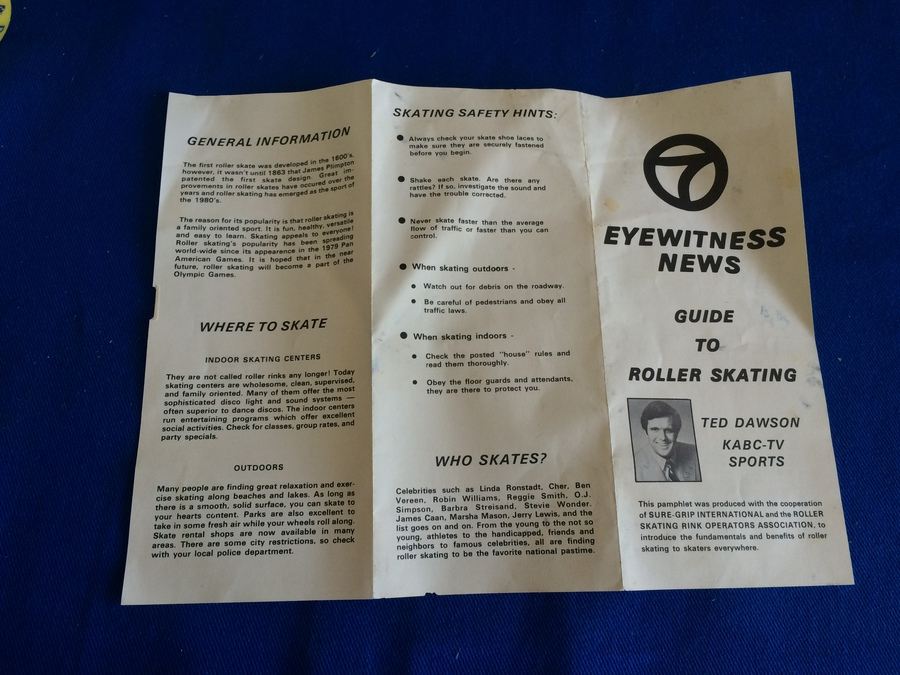 GENERAL INFORMATION
The first roller skate was developed in the 1600's.
however, it wasn't until 1863 that James Plimpton
patented the first skate design. Great im-
provements in roller skates have occured over the
years and roller skating has emerged as the sport of
the 1980's.
The reason for its popularity is that roller skating is
a family oriented sport. It is fun, healthy, versatile
and easy to learn. Skating appeals to everyone!
Roller skating's popularity has been spreading
world-wide since its appearence in the 1979 Pan
American Games. It is hoped that in the near
future, roller skating will become a part of the
Olympic Games.
WHERE TO SKATE
INDOOR SKATING CENTERS
They are not called roller rinks any longer! Today
skating centers are wholesome, clean, supervised,
and family oriented. Many of them offer the most
sophisticated disco light and sound systems —
often superior to dance discos. The indoor centers
run entertaining programs which offer excellent
social activities. Check for classes, group rates, and
party specials.
OUTDOORS
Many people are finding great relaxation and exer-
cise skating along beaches and lakes. As long as
there is a smooth, solid surface, you can skate to
your hearts content. Parks are also excellent to
take in some fresh air while your wheels roll along.
Skate rental shops are now available in many
areas. There are some city restrictions, so check
with your local police department.
SKATING SAFETY HINTS:
● Always check your skate shoe laces to
make sure they are securely fastened
before you begin.
● Shake each skate. Are there any
rattles? If so, investigate the sound and
have the trouble corrected.
● Never skate faster than the average
flow of traffic or faster than you can
control.
● When skating outdoors -
● Watch out for debris on the roadway.
● Be careful of pedestrians and obey all
traffic laws.
● When skating indoors -
● Check the posted "house" rules and
read them thoroughly.
● Obey the floor guards and attendants,
they are there to protect you.
WHO SKATES?
Celebrities such as Linda Ronstadt, Cher, Ben
Vereen, Robin Williams, Reggie Smith, O.J.
Simpson, Barbra Streisand, Stevie Wonder,
James Caan, Marsha Mason, Jerry Lewis, and the
list goes on and on. From the young to the not so
young, athletes to the handicapped, friends and
neighbors to famous celebrities, all are finding
roller skating to be the favorite national pastime.
7
EYEWITNESS
NEWS
GUIDE
TO
ROLLER SKATING
TED DAWSON
KABC-TV
SPORTS
This pamphlet was produced with the cooperation
of SURE-GRIP INTERNATIONAL and the ROLLER
SKATING RINK OPERATORS ASSOCIATION, to
introduce the fundamentals and benefits of roller
skating to skaters everywhere.